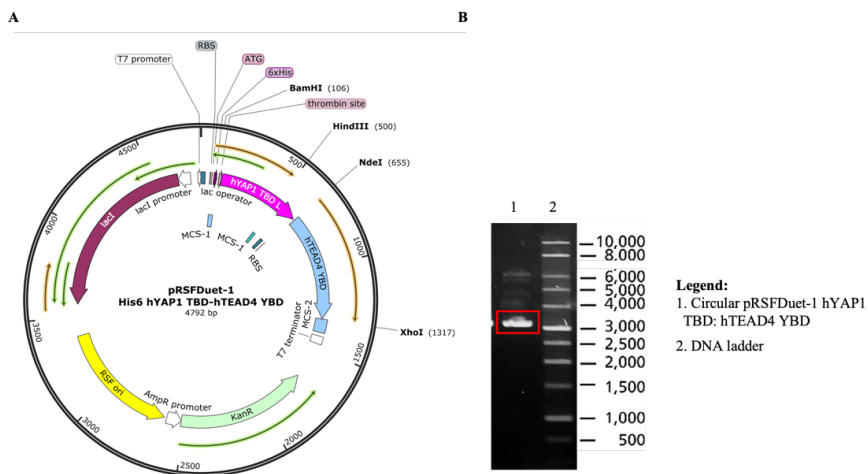 A
B
RBS
T7 promoter
ATG
6xHis
BamHI (106)
thrombin site
HindIII (500)
NdeI (655)
4500
500
lacI promoter
lac operator
hYAP1 TBD L
lacI
4000
MCS-1
MCS-1
RBS
hTEAD4 YBD
1000
pRSFDuet-1
His6 hYAP1 TBD-hTEAD4 YBD
4792 bp
MCS-2
T7 terminator
XhoI (1317)
3500
1500
RSF ori
AmpR promoter
KanR
3000
2000
2500
1 2
10,000
8,000
6,000
5,000
4,000
3,000
2,500
2,000
1,500
1,000
500
Legend:
1. Circular pRSFDuet-1 hYAP1
TBD: hTEAD4 YBD
2. DNA ladder